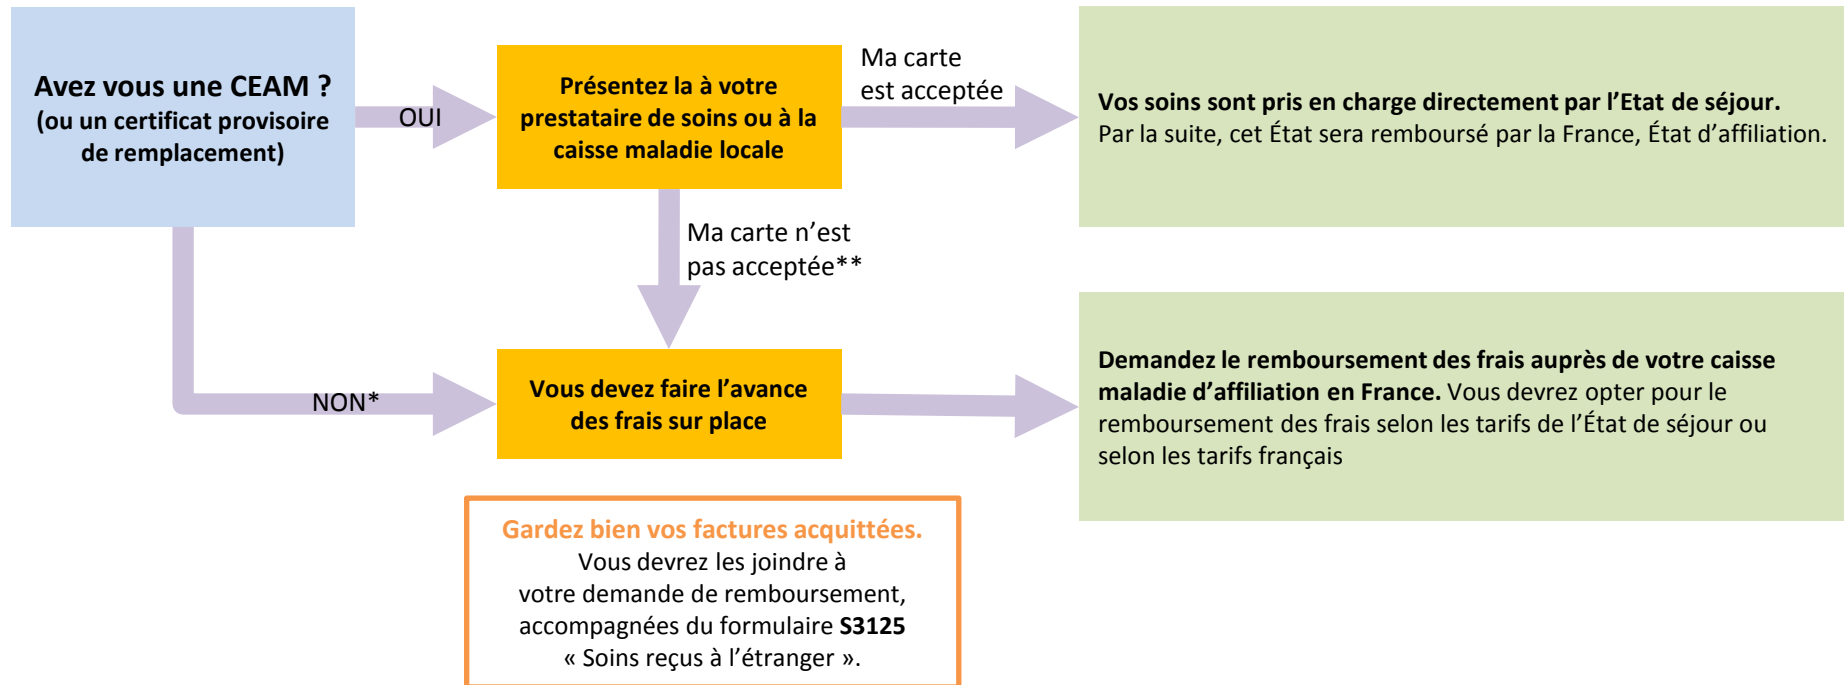 Avez vous une CEAM ?
(ou un certificat provisoire
de remplacement)
OUI
Présentez la à votre
prestataire de soins ou à la
caisse maladie locale
Ma carte
est acceptée
Vos soins sont pris en charge directement par l’Etat de séjour.
Par la suite, cet État sera remboursé par la France, État d’affiliation.
Ma carte n’est
pas acceptée**
NON*
Vous devez faire l’avance
des frais sur place
Demandez le remboursement des frais auprès de votre caisse
maladie d’affiliation en France. Vous devrez opter pour le
remboursement des frais selon les tarifs de l’État de séjour ou
selon les tarifs français
Gardez bien vos factures acquittées.
Vous devrez les joindre à
votre demande de remboursement,
accompagnées du formulaire S3125
« Soins reçus à l’étranger ».